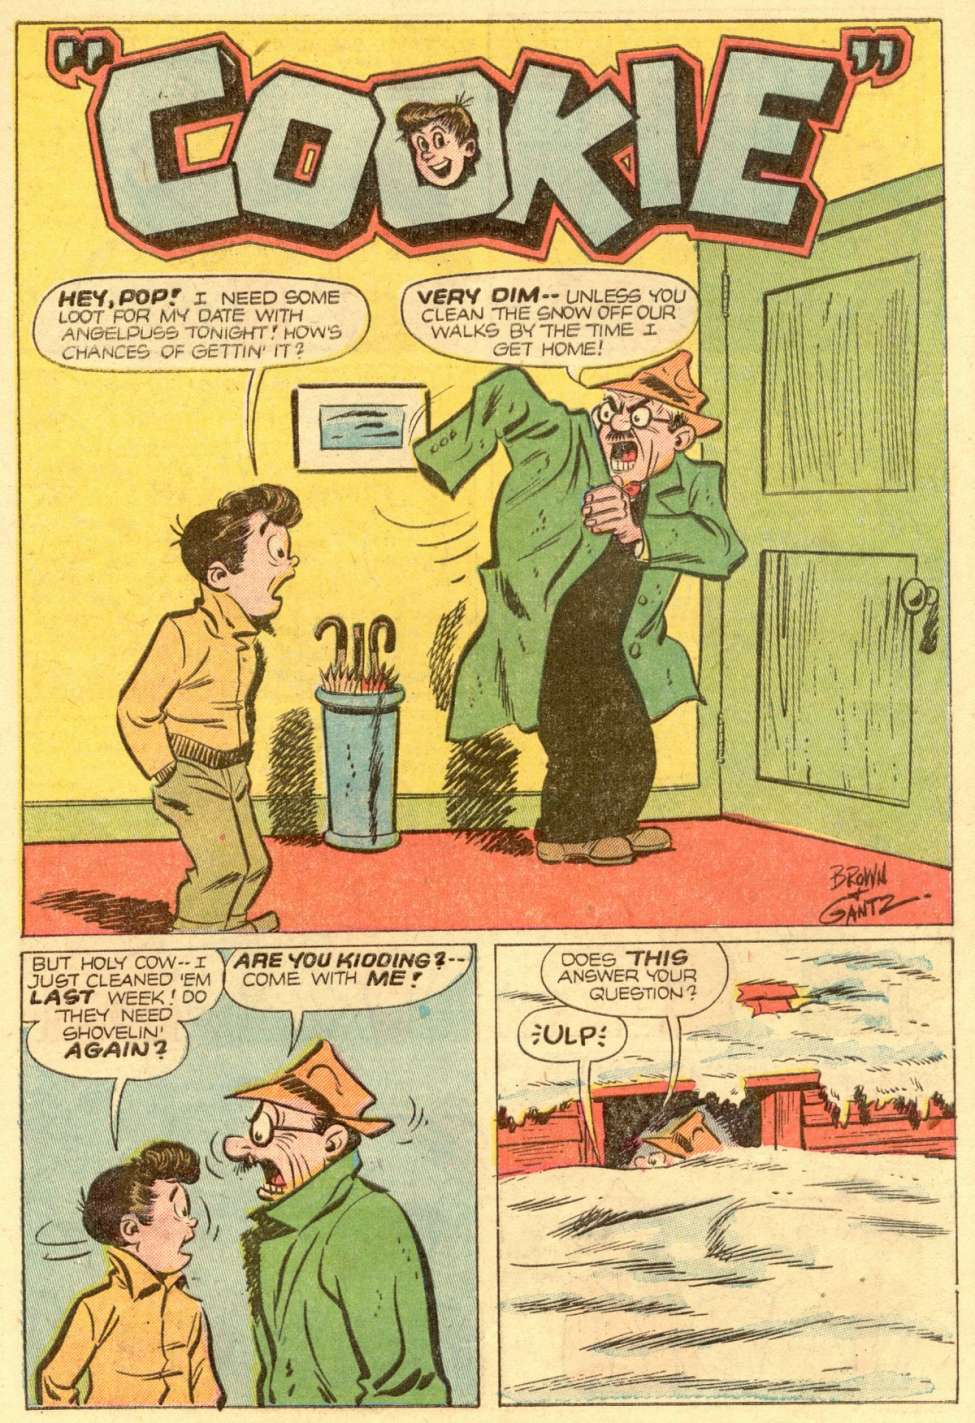 "COOKIE"
HEY, POP! I NEED SOME
LOOT FOR MY DATE WITH
ANGELPUSS TONIGHT! HOW'S
CHANCES OF GETTIN' IT?
VERY DIM-- UNLESS YOU
CLEAN THE SNOW OFF OUR
WALKS BY THE TIME I
GET HOME!
BROWN
+
GANTZ
BUT HOLY COW-- I
JUST CLEANED 'EM
LAST WEEK! DO
THEY NEED
SHOVELIN'
AGAIN?
ARE YOU KIDDING?--
COME WITH ME!
DOES THIS
ANSWER YOUR
QUESTION?
ULP